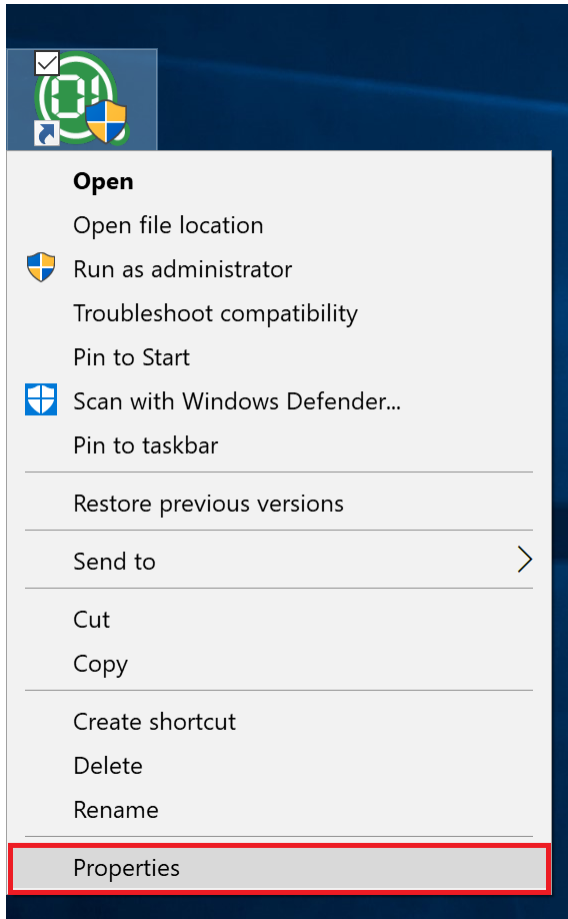 Open
Open file location
Run as administrator
Troubleshoot compatibility
Pin to Start
Scan with Windows Defender...
Pin to taskbar
Restore previous versions
Send to
Cut
Copy
Create shortcut
Delete
Rename
Properties